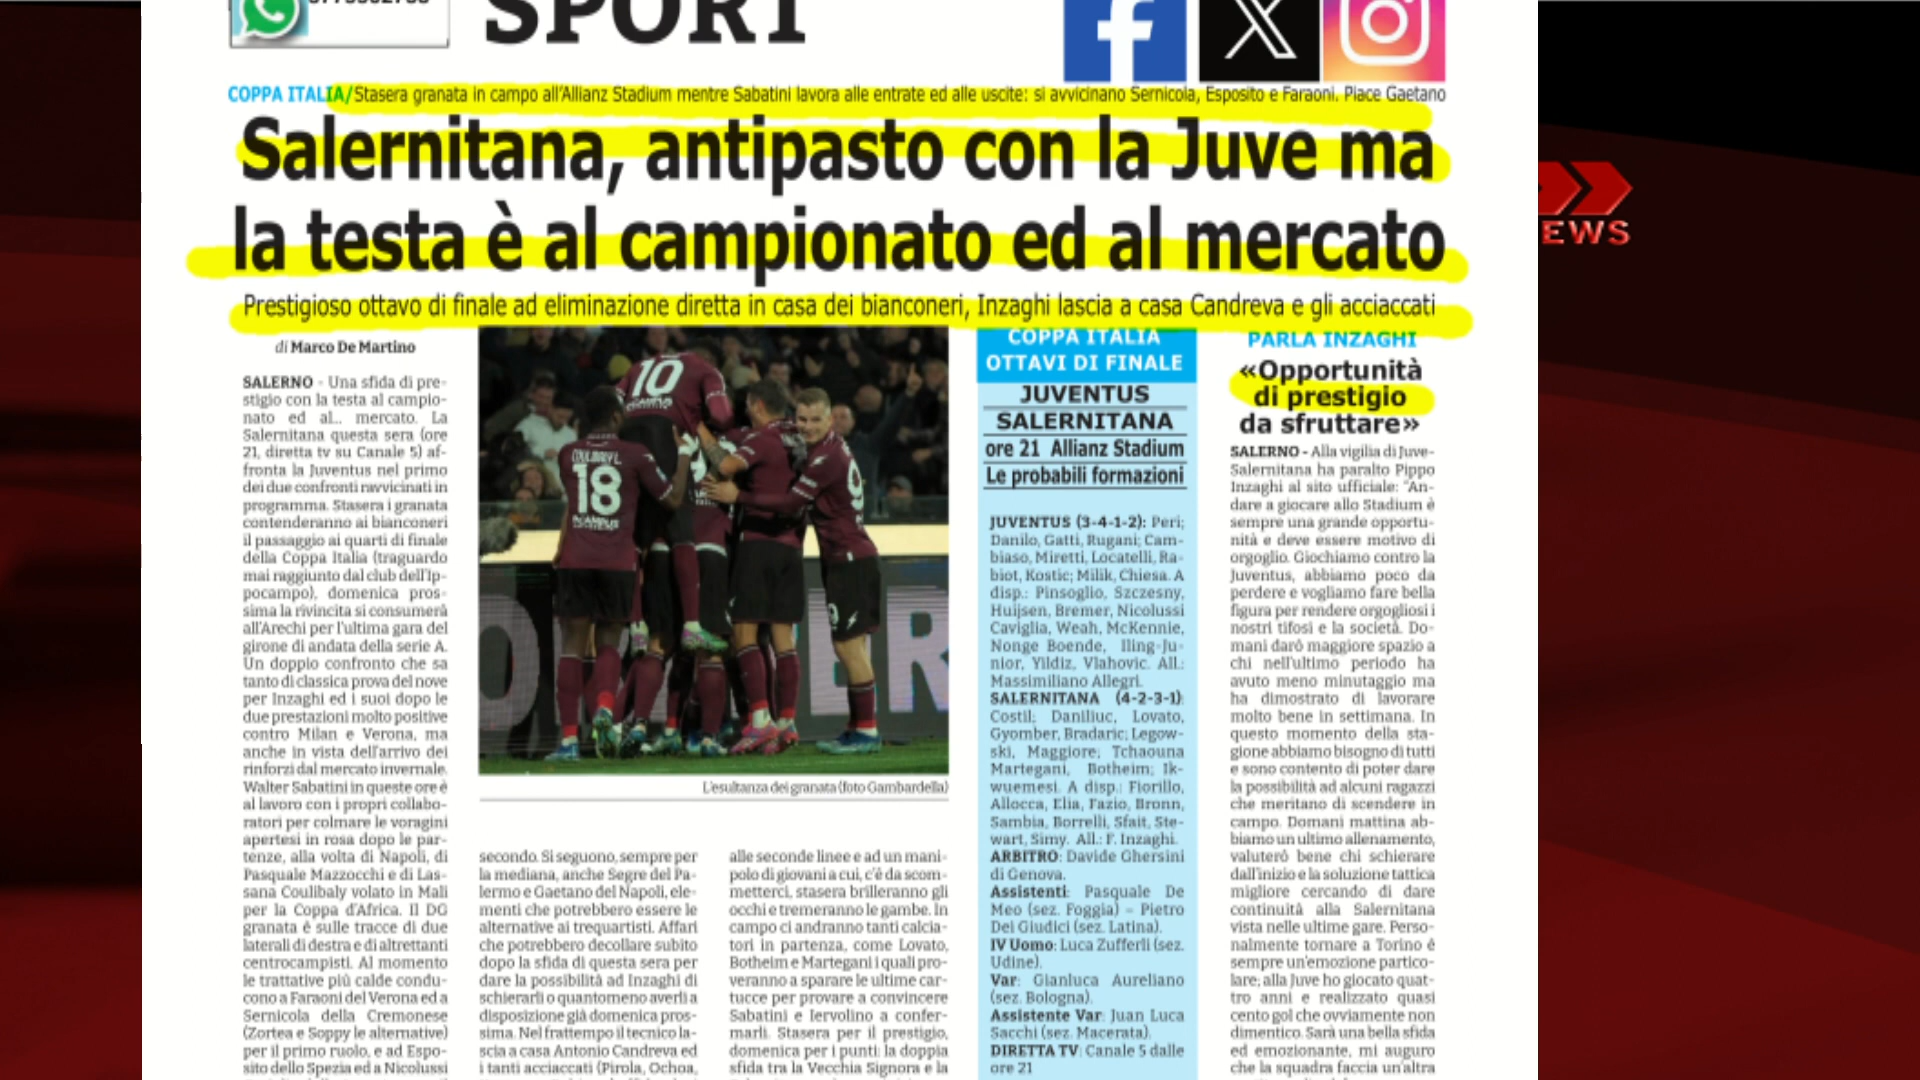 SPORT
COPPA ITALIA/Stasera granata in campo all'Allianz Stadium mentre Sabatini lavora alle entrate ed alle uscite: si avvicinano Sernicola, Esposito e Faraoni. Piace Gaetano
Salernitana, antipasto con la Juve ma
la testa è al campionato ed al mercato
Prestigioso ottavo di finale ad eliminazione diretta in casa dei bianconeri, Inzaghi lascia a casa Candreva e gli acciaccati
di Marco De Martino
SALERNO - Una sfida di pre-
stigio con la testa al campio-
nato ed al... mercato. La
Salernitana questa sera (ore
21, diretta tv su Canale 5) af-
fronta la Juventus nel primo
dei due confronti ravvicinati in
programma. Stasera i granata
contenderanno ai bianconeri
il passaggio ai quarti di finale
della Coppa Italia (traguardo
mai raggiunto dal club dell'Ip-
pocampo), domenica pros-
sima la rivincita si consumerà
all'Arechi per l'ultima gara del
girone di andata della serie A.
Un doppio confronto che sa
tanto di classica prova del nove
per Inzaghi ed i suoi dopo le
due prestazioni molto positive
contro Milan e Verona, ma
anche in vista dell'arrivo dei
rinforzi dal mercato invernale.
Walter Sabatini in queste ore è
al lavoro con i propri collabo-
ratori per colmare le voragini
apertesi in rosa dopo le par-
tenze, alla volta di Napoli, di
Pasquale Mazzocchi e di Las-
sana Coulibaly volato in Mali
per la Coppa d'Africa. Il DG
granata è sulle tracce di due
laterali di destra e di altrettanti
centrocampisti. Al momento
le trattative più calde condu-
cono a Faraoni del Verona ed a
Sernicola della Cremonese
(Zortea e Soppy le alternative)
per il primo ruolo, e ad Espo-
sito dello Spezia ed a Nicolussi
10
COULIBALY L.
18
9
L'esultanza dei granata (foto Gambardella)
secondo. Si seguono, sempre per
la mediana, anche Segre del Pa-
lermo e Gaetano del Napoli, ele-
menti che potrebbero essere le
alternative ai trequartisti. Affari
che potrebbero decollare subito
dopo la sfida di questa sera per
dare la possibilità ad Inzaghi di
schierarli o quantomeno averli a
disposizione già domenica pros-
sima. Nel frattempo il tecnico la-
scia a casa Antonio Candreva ed
i tanti acciaccati (Pirola, Ochoa,
alle seconde linee e ad un mani-
polo di giovani a cui, c'è da scom-
metterci, stasera brilleranno gli
occhi e tremeranno le gambe. In
campo ci andranno tanti calcia-
tori in partenza, come Lovato,
Botheim e Martegani i quali pro-
veranno a sparare le ultime car-
tucce per provare a convincere
Sabatini e Iervolino a confer-
marli. Stasera per il prestigio,
domenica per i punti: la doppia
sfida tra la Vecchia Signora e la
COPPA ITALIA
OTTAVI DI FINALE
JUVENTUS
SALERNITANA
ore 21 Allianz Stadium
Le probabili formazioni
JUVENTUS (3-4-1-2): Peri;
Danilo, Gatti, Rugani; Cam-
biaso, Miretti, Locatelli, Ra-
biot, Kostic; Milik, Chiesa. A
disp.: Pinsoglio, Szczesny,
Huijsen, Bremer, Nicolussi
Caviglia, Weah, McKennie,
Nonge Boende, Iling-Ju-
nior, Yildiz, Vlahovic. All.:
Massimiliano Allegri.
SALERNITANA (4-2-3-1):
Costil; Daniliuc, Lovato,
Gyomber, Bradaric; Legow-
ski, Maggiore; Tchaouna
Martegani, Botheim; Ik-
wuemesi. A disp.: Fiorillo,
Allocca, Elia, Fazio, Bronn,
Sambia, Borrelli, Sfait, Ste-
wart, Simy. All.: F. Inzaghi.
ARBITRO: Davide Ghersini
di Genova.
Assistenti: Pasquale De
Meo (sez. Foggia) – Pietro
Dei Giudici (sez. Latina).
IV Uomo: Luca Zufferli (sez.
Udine).
Var: Gianluca Aureliano
(sez. Bologna).
Assistente Var: Juan Luca
Sacchi (sez. Macerata).
DIRETTA TV: Canale 5 dalle
ore 21
PARLA INZAGHI
«Opportunità
di prestigio
da sfruttare»
SALERNO - Alla vigilia di Juve-
Salernitana ha paralto Pippo
Inzaghi al sito ufficiale: "An-
dare a giocare allo Stadium è
sempre una grande opportu-
nità e deve essere motivo di
orgoglio. Giochiamo contro la
Juventus, abbiamo poco da
perdere e vogliamo fare bella
figura per rendere orgogliosi i
nostri tifosi e la società. Do-
mani darò maggiore spazio a
chi nell'ultimo periodo ha
avuto meno minutaggio ma
ha dimostrato di lavorare
molto bene in settimana. In
questo momento della sta-
gione abbiamo bisogno di tutti
e sono contento di poter dare
la possibilità ad alcuni ragazzi
che meritano di scendere in
campo. Domani mattina ab-
biamo un ultimo allenamento,
valuterò bene chi schierare
dall'inizio e la soluzione tattica
migliore cercando di dare
continuità alla Salernitana
vista nelle ultime gare. Perso-
nalmente tornare a Torino è
sempre un'emozione partico-
lare; alla Juve ho giocato quat-
tro anni e realizzato quasi
cento gol che ovviamente non
dimentico. Sarà una bella sfida
ed emozionante, mi auguro
che la squadra faccia un'altra
EWS